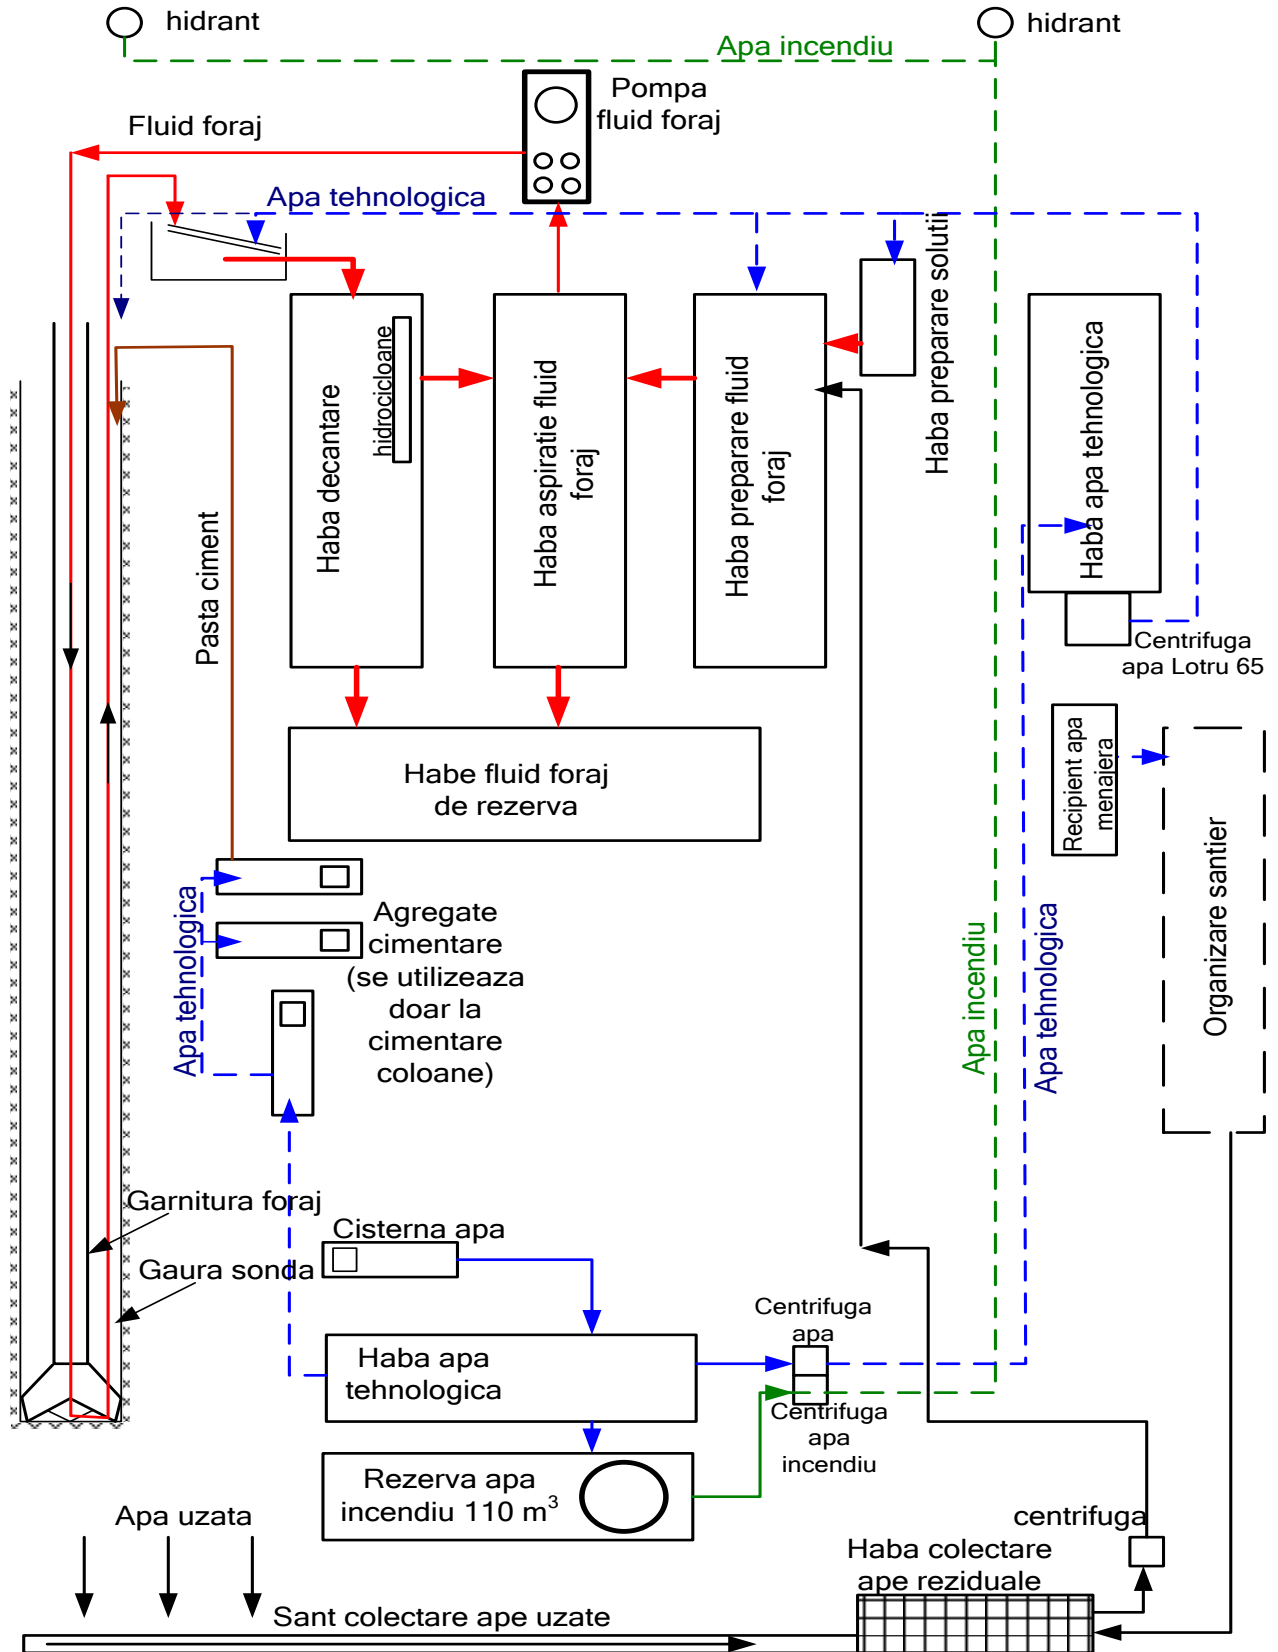 hidrant
hidrant
Apa incendiu
Pompa
fluid foraj
Fluid foraj
Apa tehnologica
Haba preparare solutii
Haba decantare
hidrocicloane
Haba aspiratie fluid
foraj
Haba preparare fluid
foraj
Haba apa tehnologica
Pasta ciment
Centrifuga
apa Lotru 65
Recipient apa
menajera
Habe fluid foraj
de rezerva
Organizare santier
Apa tehnologica
Agregate
cimentare
(se utilizeaza
doar la
cimentare
coloane)
Apa incendiu
Apa tehnologica
Garnitura foraj
Cisterna apa
Gaura sonda
Centrifuga
apa
Haba apa
tehnologica
Centrifuga
apa
incendiu
Rezerva apa
incendiu 110 m³
Apa uzata
centrifuga
Haba colectare
ape reziduale
Sant colectare ape uzate